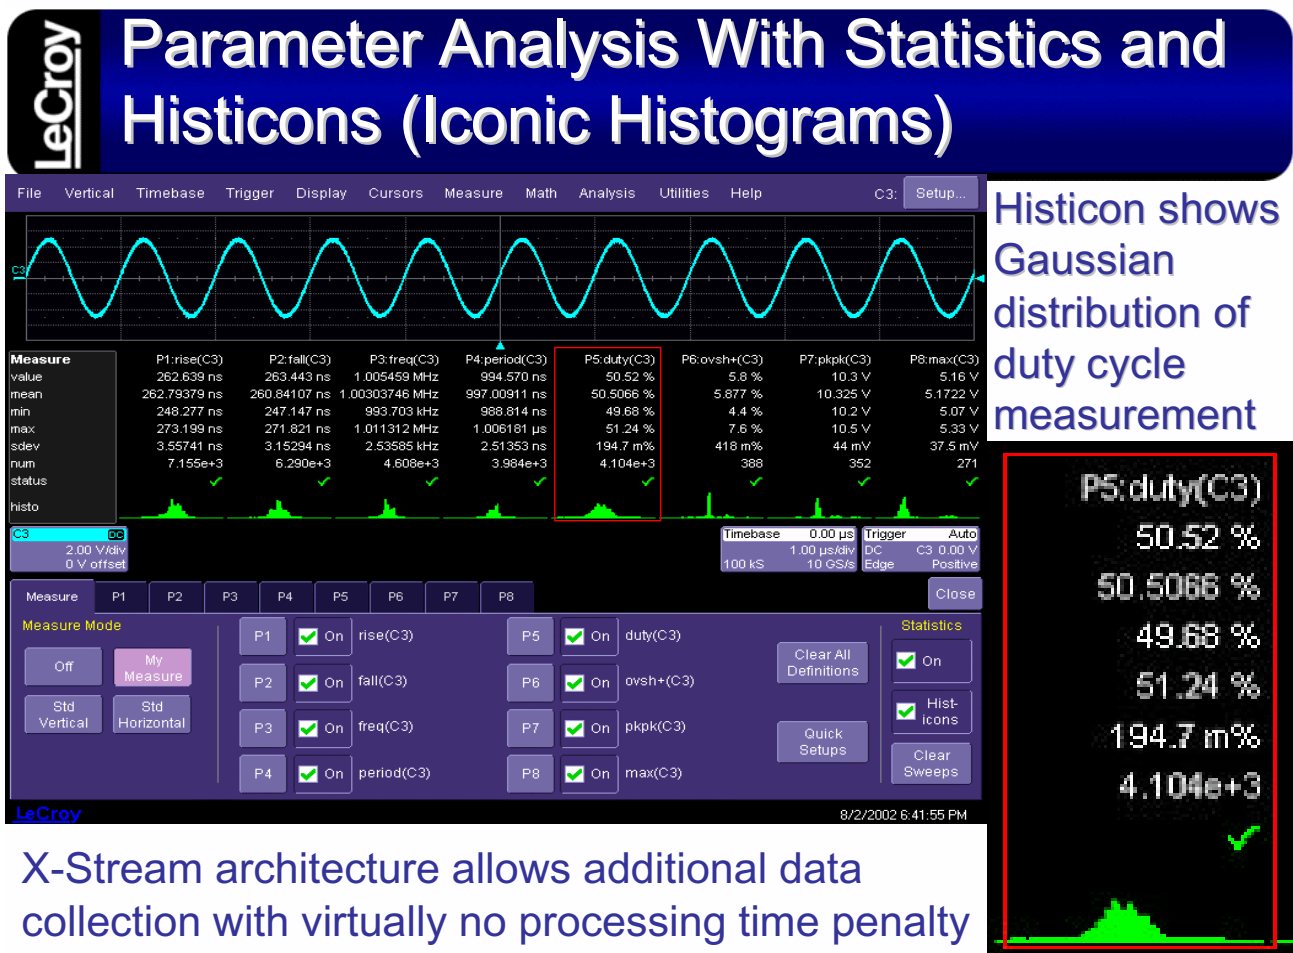 LeCroy
Parameter Analysis With Statistics and
Histicons (Iconic Histograms)
File Vertical Timebase Trigger Display Cursors Measure Math Analysis Utilities Help C3: Setup...
C3
Measure P1:rise(C3) P2:fall(C3) P3:freq(C3) P4:period(C3) P5:duty(C3) P6:ovsh+(C3) P7:pkpk(C3) P8:max(C3)
value 262.639 ns 263.443 ns 1.005459 MHz 994.570 ns 50.52 % 5.8 % 10.3 V 5.16 V
mean 262.79379 ns 260.84107 ns 1.00303746 MHz 997.00911 ns 50.5066 % 5.877 % 10.325 V 5.1722 V
min 248.277 ns 247.147 ns 993.703 kHz 988.814 ns 49.68 % 4.4 % 10.2 V 5.07 V
max 273.199 ns 271.821 ns 1.011312 MHz 1.006181 µs 51.24 % 7.6 % 10.5 V 5.33 V
sdev 3.55741 ns 3.15294 ns 2.53585 kHz 2.51353 ns 194.7 m% 418 m% 44 mV 37.5 mV
num 7.155e+3 6.290e+3 4.608e+3 3.984e+3 4.104e+3 388 352 271
status
histo
C3 DC
2.00 V/div
0 V offset
Timebase 0.00 µs
1.00 µs/div
100 kS 10 GS/s
Trigger Auto
DC C3 0.00 V
Edge Positive
Measure P1 P2 P3 P4 P5 P6 P7 P8 Close
Measure Mode
Off
My
Measure
Std
Vertical
Std
Horizontal
P1 On rise(C3)
P2 On fall(C3)
P3 On freq(C3)
P4 On period(C3)
P5 On duty(C3)
P6 On ovsh+(C3)
P7 On pkpk(C3)
P8 On max(C3)
Clear All
Definitions
Quick
Setups
Statistics
On
Hist-
icons
Clear
Sweeps
LeCroy
8/2/2002 6:41:55 PM
Histicon shows
Gaussian
distribution of
duty cycle
measurement
P5:duty(C3)
50.52 %
50.5066 %
49.68 %
51.24 %
194.7 m%
4.104e+3
X-Stream architecture allows additional data
collection with virtually no processing time penalty